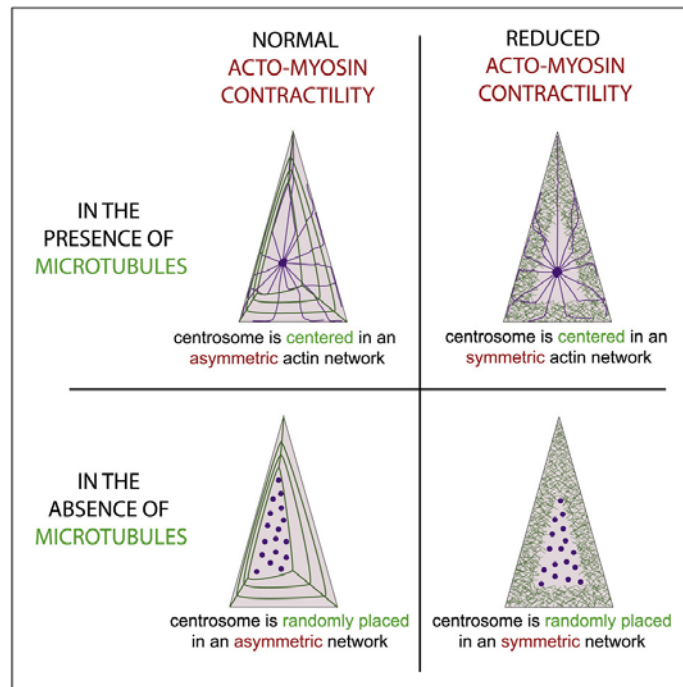 NORMAL
ACTO-MYOSIN
CONTRACTILITY
REDUCED
ACTO-MYOSIN
CONTRACTILITY
IN THE
PRESENCE OF
MICROTUBULES
centrosome is centered in an
asymmetric actin network
centrosome is centered in an
symmetric actin network
IN THE
ABSENCE OF
MICROTUBULES
centrosome is randomly placed
in an asymmetric network
centrosome is randomly placed
in an symmetric network